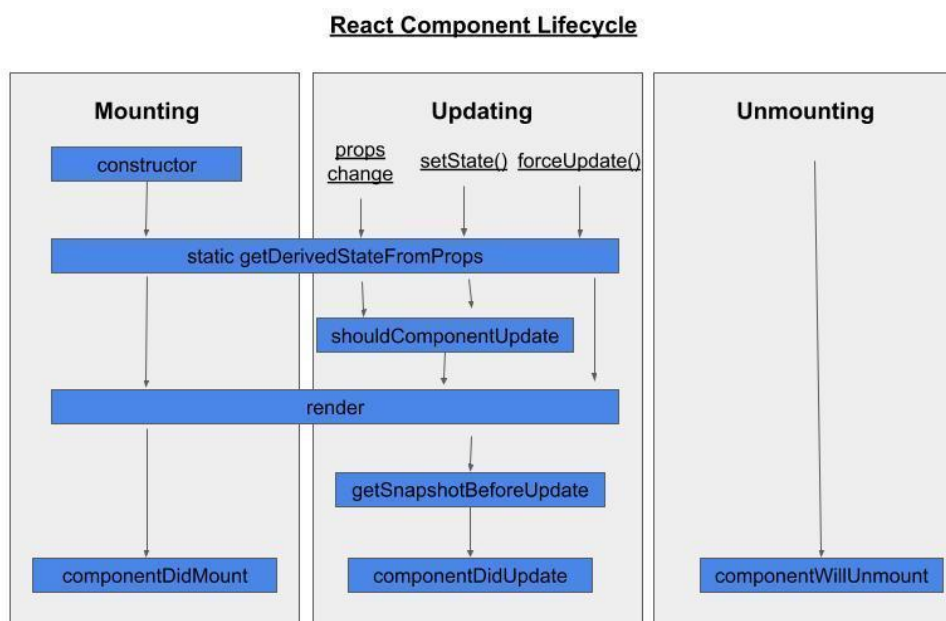 React Component Lifecycle
Mounting
Updating
Unmounting
constructor
props
change
setState()
forceUpdate()
static getDerivedStateFromProps
shouldComponentUpdate
render
getSnapshotBeforeUpdate
componentDidMount
componentDidUpdate
componentWillUnmount